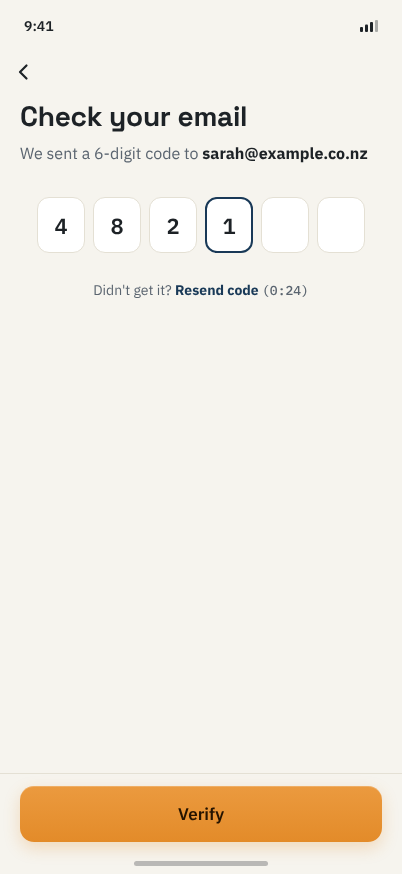 9:41
Check your email
We sent a 6-digit code to sarah@example.co.nz
4 8 2 1
Didn't get it? Resend code (0:24)
Verify